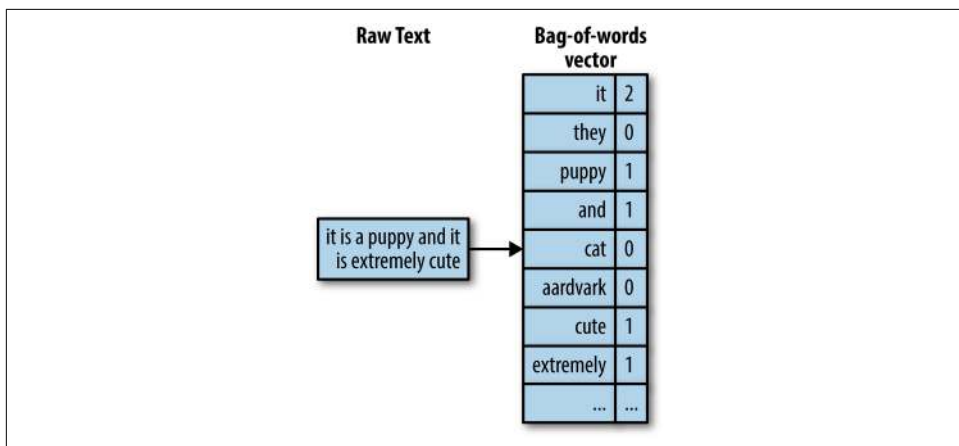 Raw Text
Bag-of-words
vector
it is a puppy and it
is extremely cute
it 2
they 0
puppy 1
and 1
cat 0
aardvark 0
cute 1
extremely 1
... ...